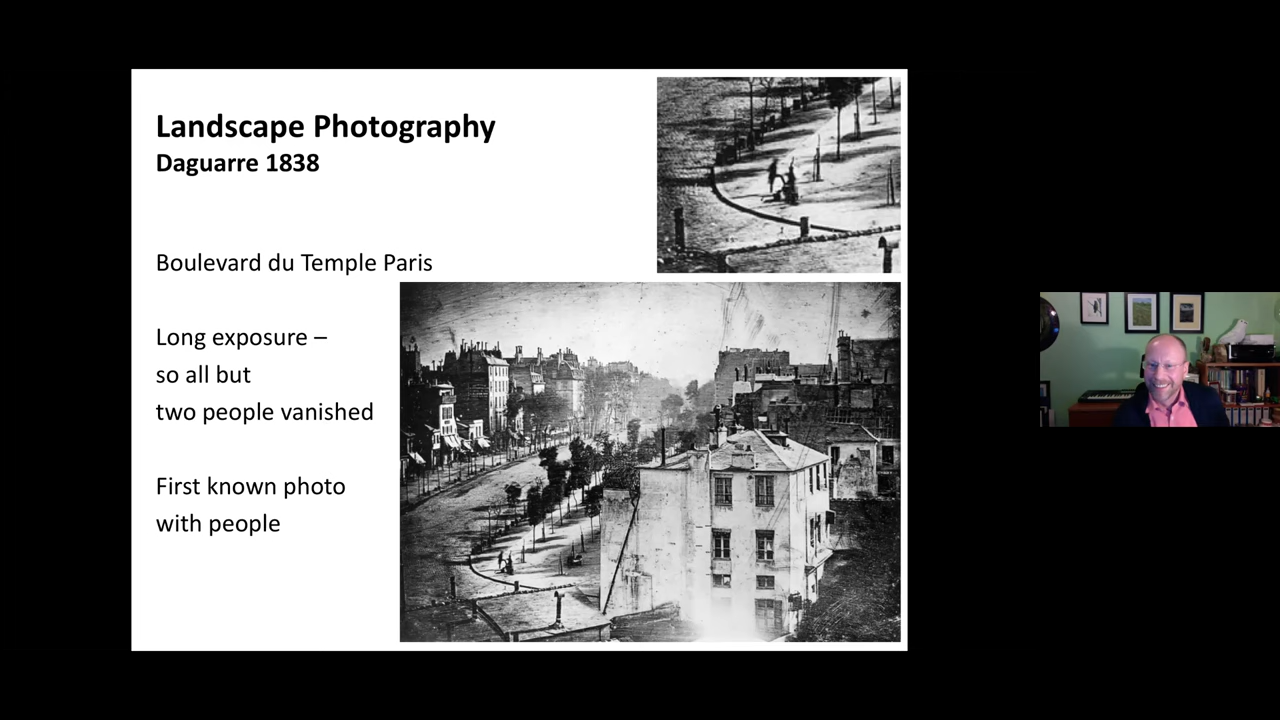 Landscape Photography
Daguarre 1838
Boulevard du Temple Paris
Long exposure –
so all but
two people vanished
First known photo
with people